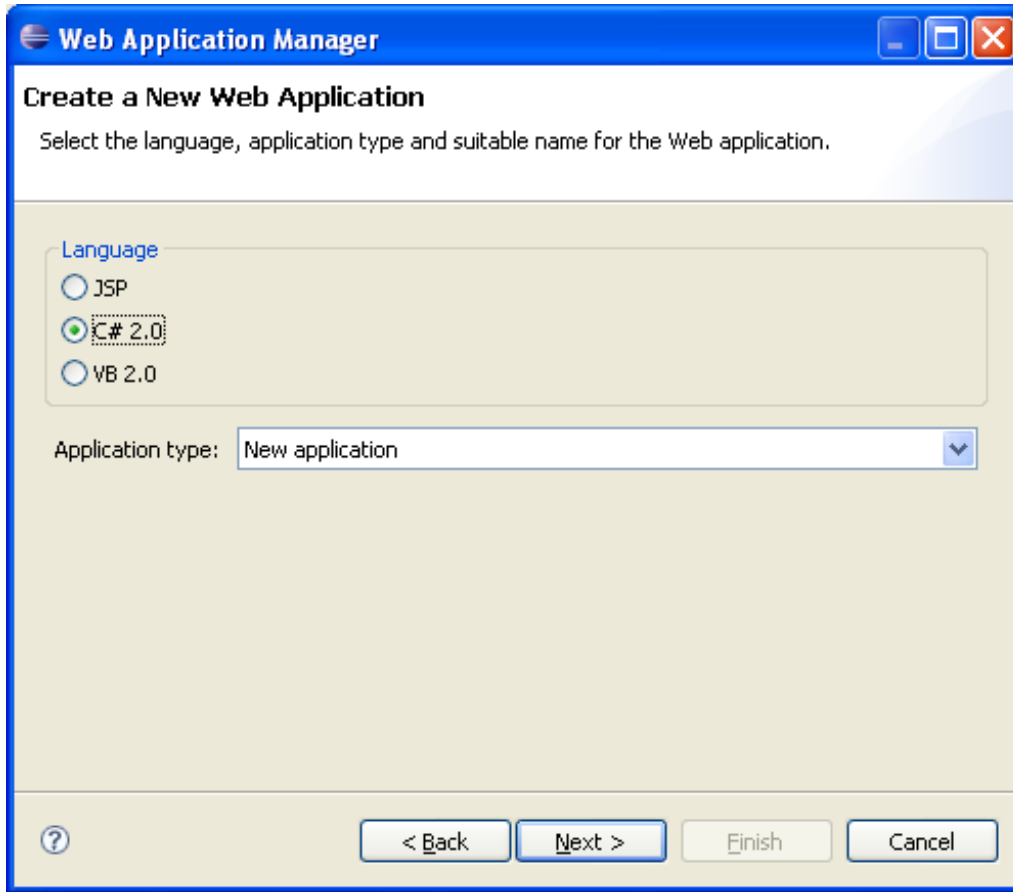 Web Application Manager
Create a New Web Application
Select the language, application type and suitable name for the Web application.
Language
JSP
C# 2.0
VB 2.0
Application type: New application
? < Back Next > Finish Cancel